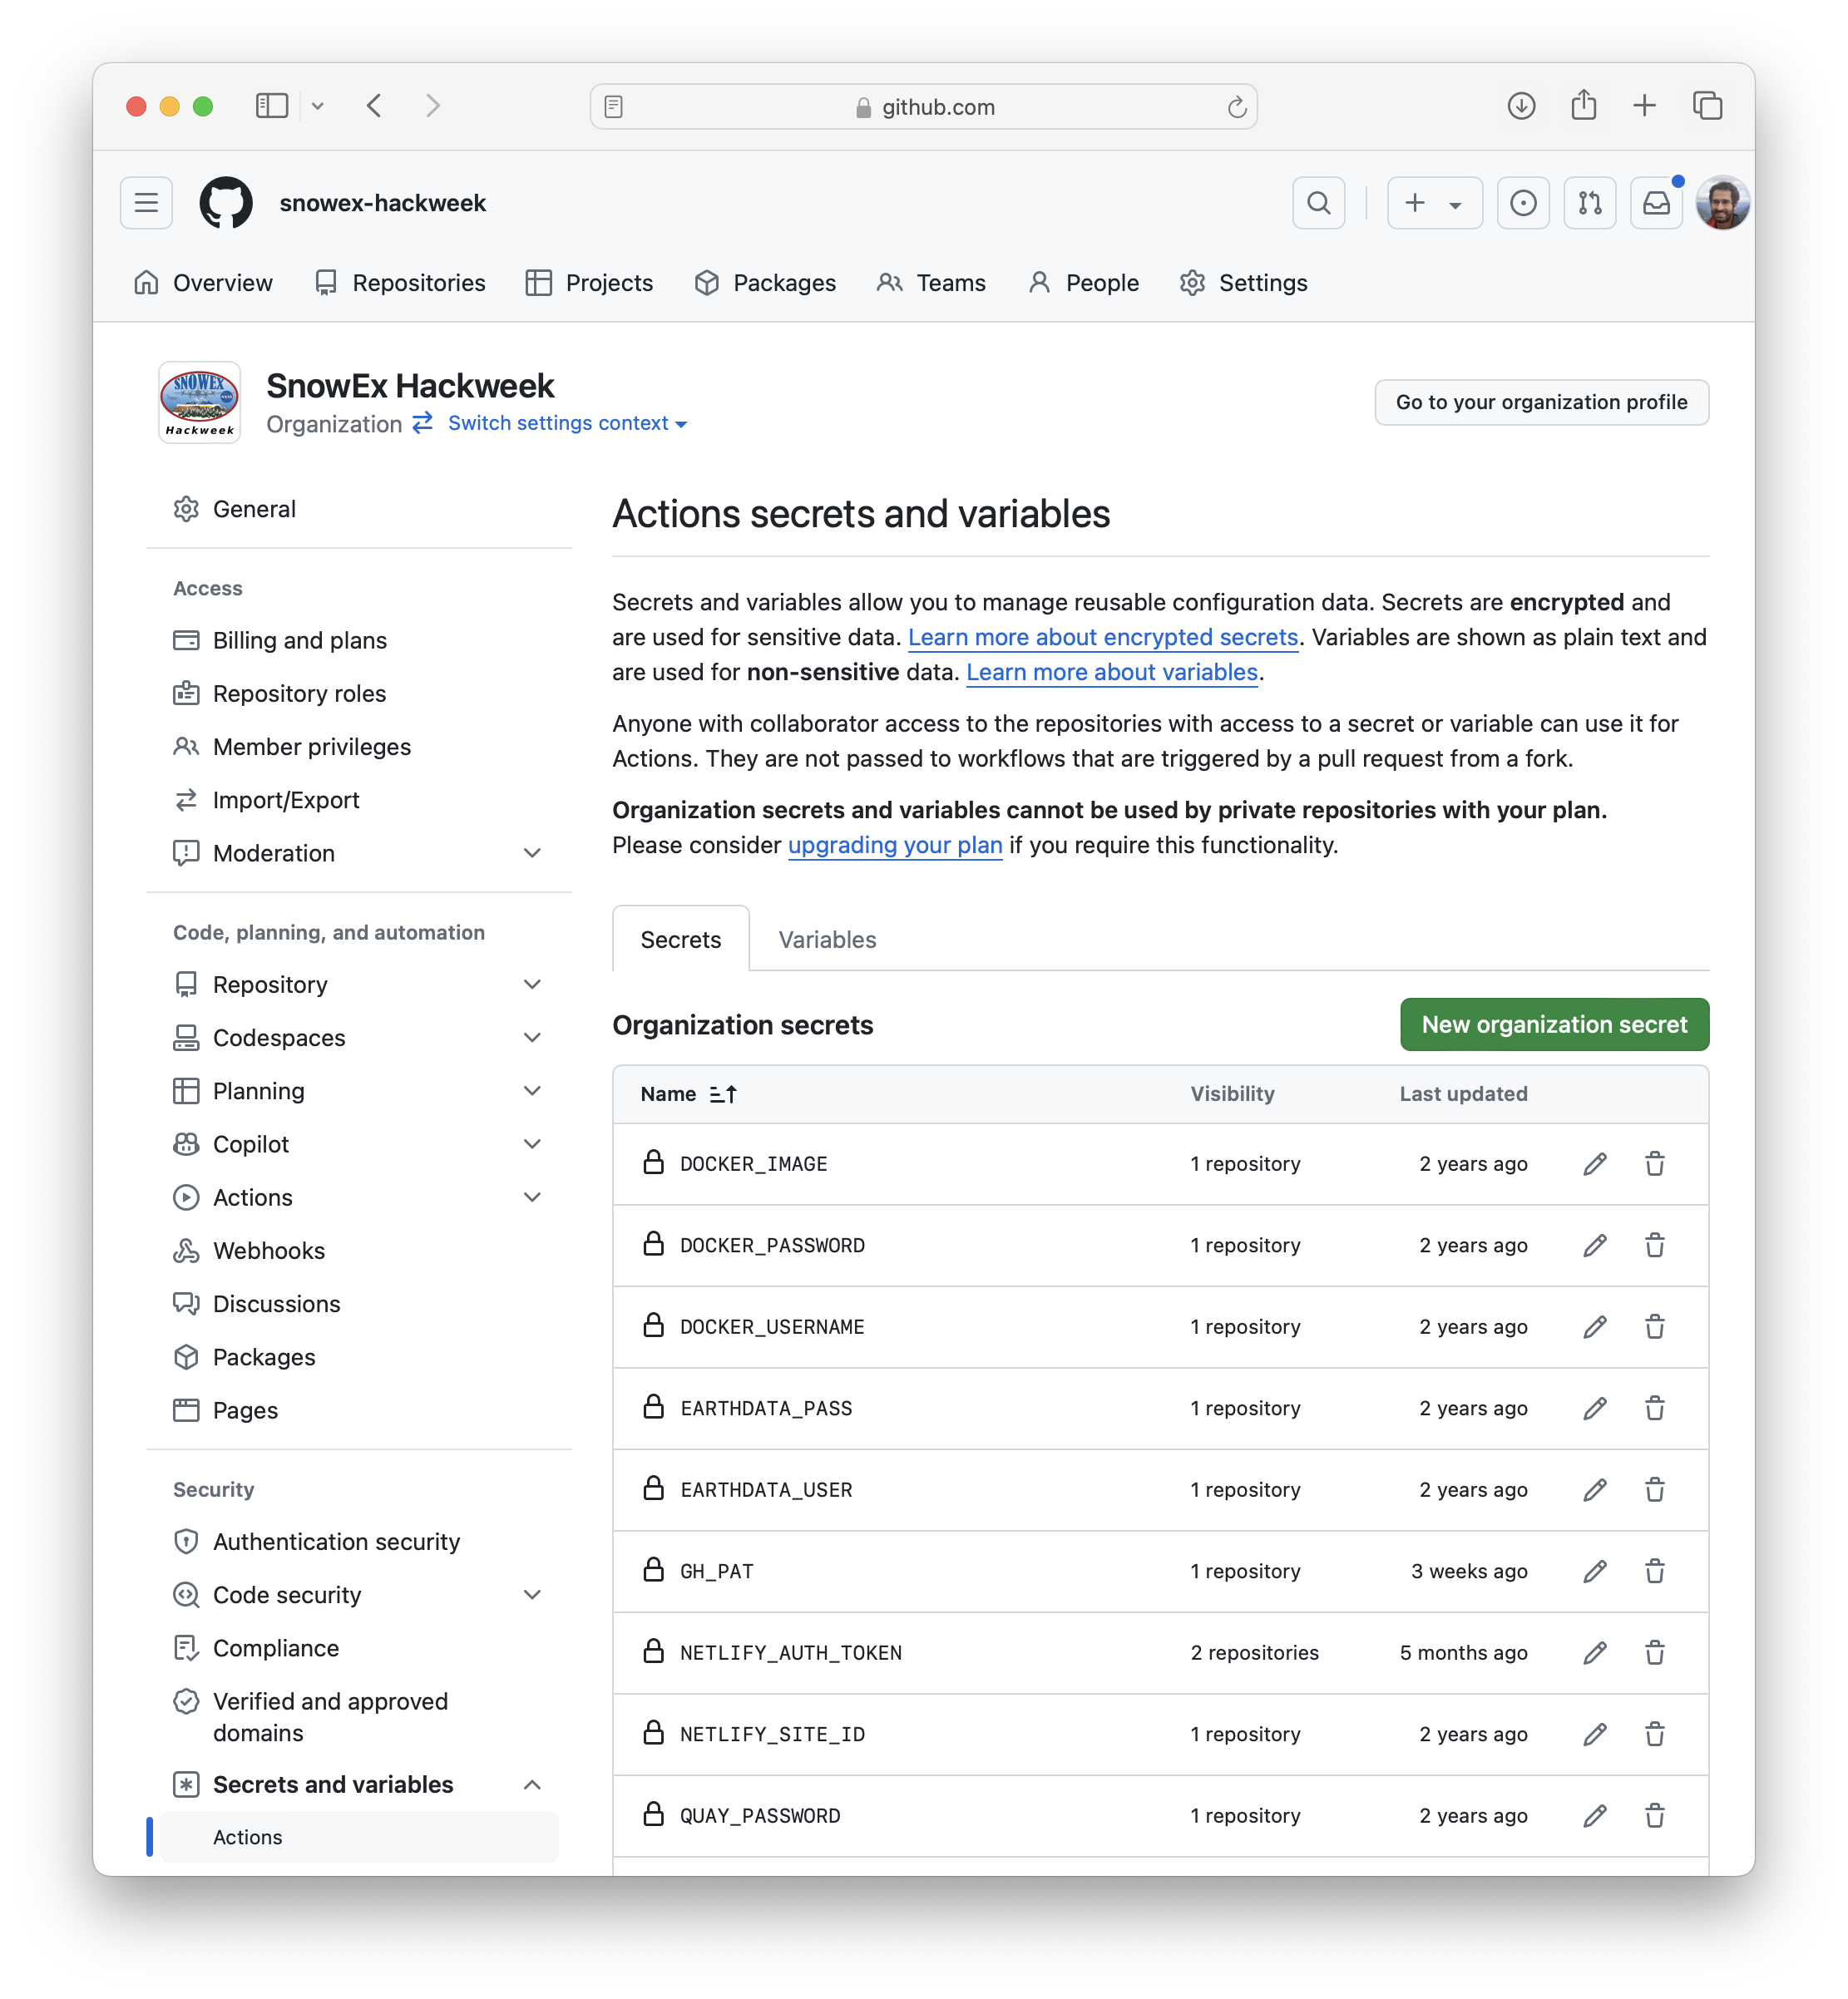 github.com
snowex-hackweek
Overview Repositories Projects Packages Teams People Settings
SNOWEX
Hackweek
SnowEx Hackweek
Organization Switch settings context
Go to your organization profile
General
Access
Billing and plans
Repository roles
Member privileges
Import/Export
Moderation
Code, planning, and automation
Repository
Codespaces
Planning
Copilot
Actions
Webhooks
Discussions
Packages
Pages
Security
Authentication security
Code security
Compliance
Verified and approved
domains
Secrets and variables
Actions
Actions secrets and variables
Secrets and variables allow you to manage reusable configuration data. Secrets are encrypted and
are used for sensitive data. Learn more about encrypted secrets. Variables are shown as plain text and
are used for non-sensitive data. Learn more about variables.
Anyone with collaborator access to the repositories with access to a secret or variable can use it for
Actions. They are not passed to workflows that are triggered by a pull request from a fork.
Organization secrets and variables cannot be used by private repositories with your plan.
Please consider upgrading your plan if you require this functionality.
Secrets Variables
Organization secrets
New organization secret
Name Visibility Last updated
DOCKER_IMAGE 1 repository 2 years ago
DOCKER_PASSWORD 1 repository 2 years ago
DOCKER_USERNAME 1 repository 2 years ago
EARTHDATA_PASS 1 repository 2 years ago
EARTHDATA_USER 1 repository 2 years ago
GH_PAT 1 repository 3 weeks ago
NETLIFY_AUTH_TOKEN 2 repositories 5 months ago
NETLIFY_SITE_ID 1 repository 2 years ago
QUAY_PASSWORD 1 repository 2 years ago